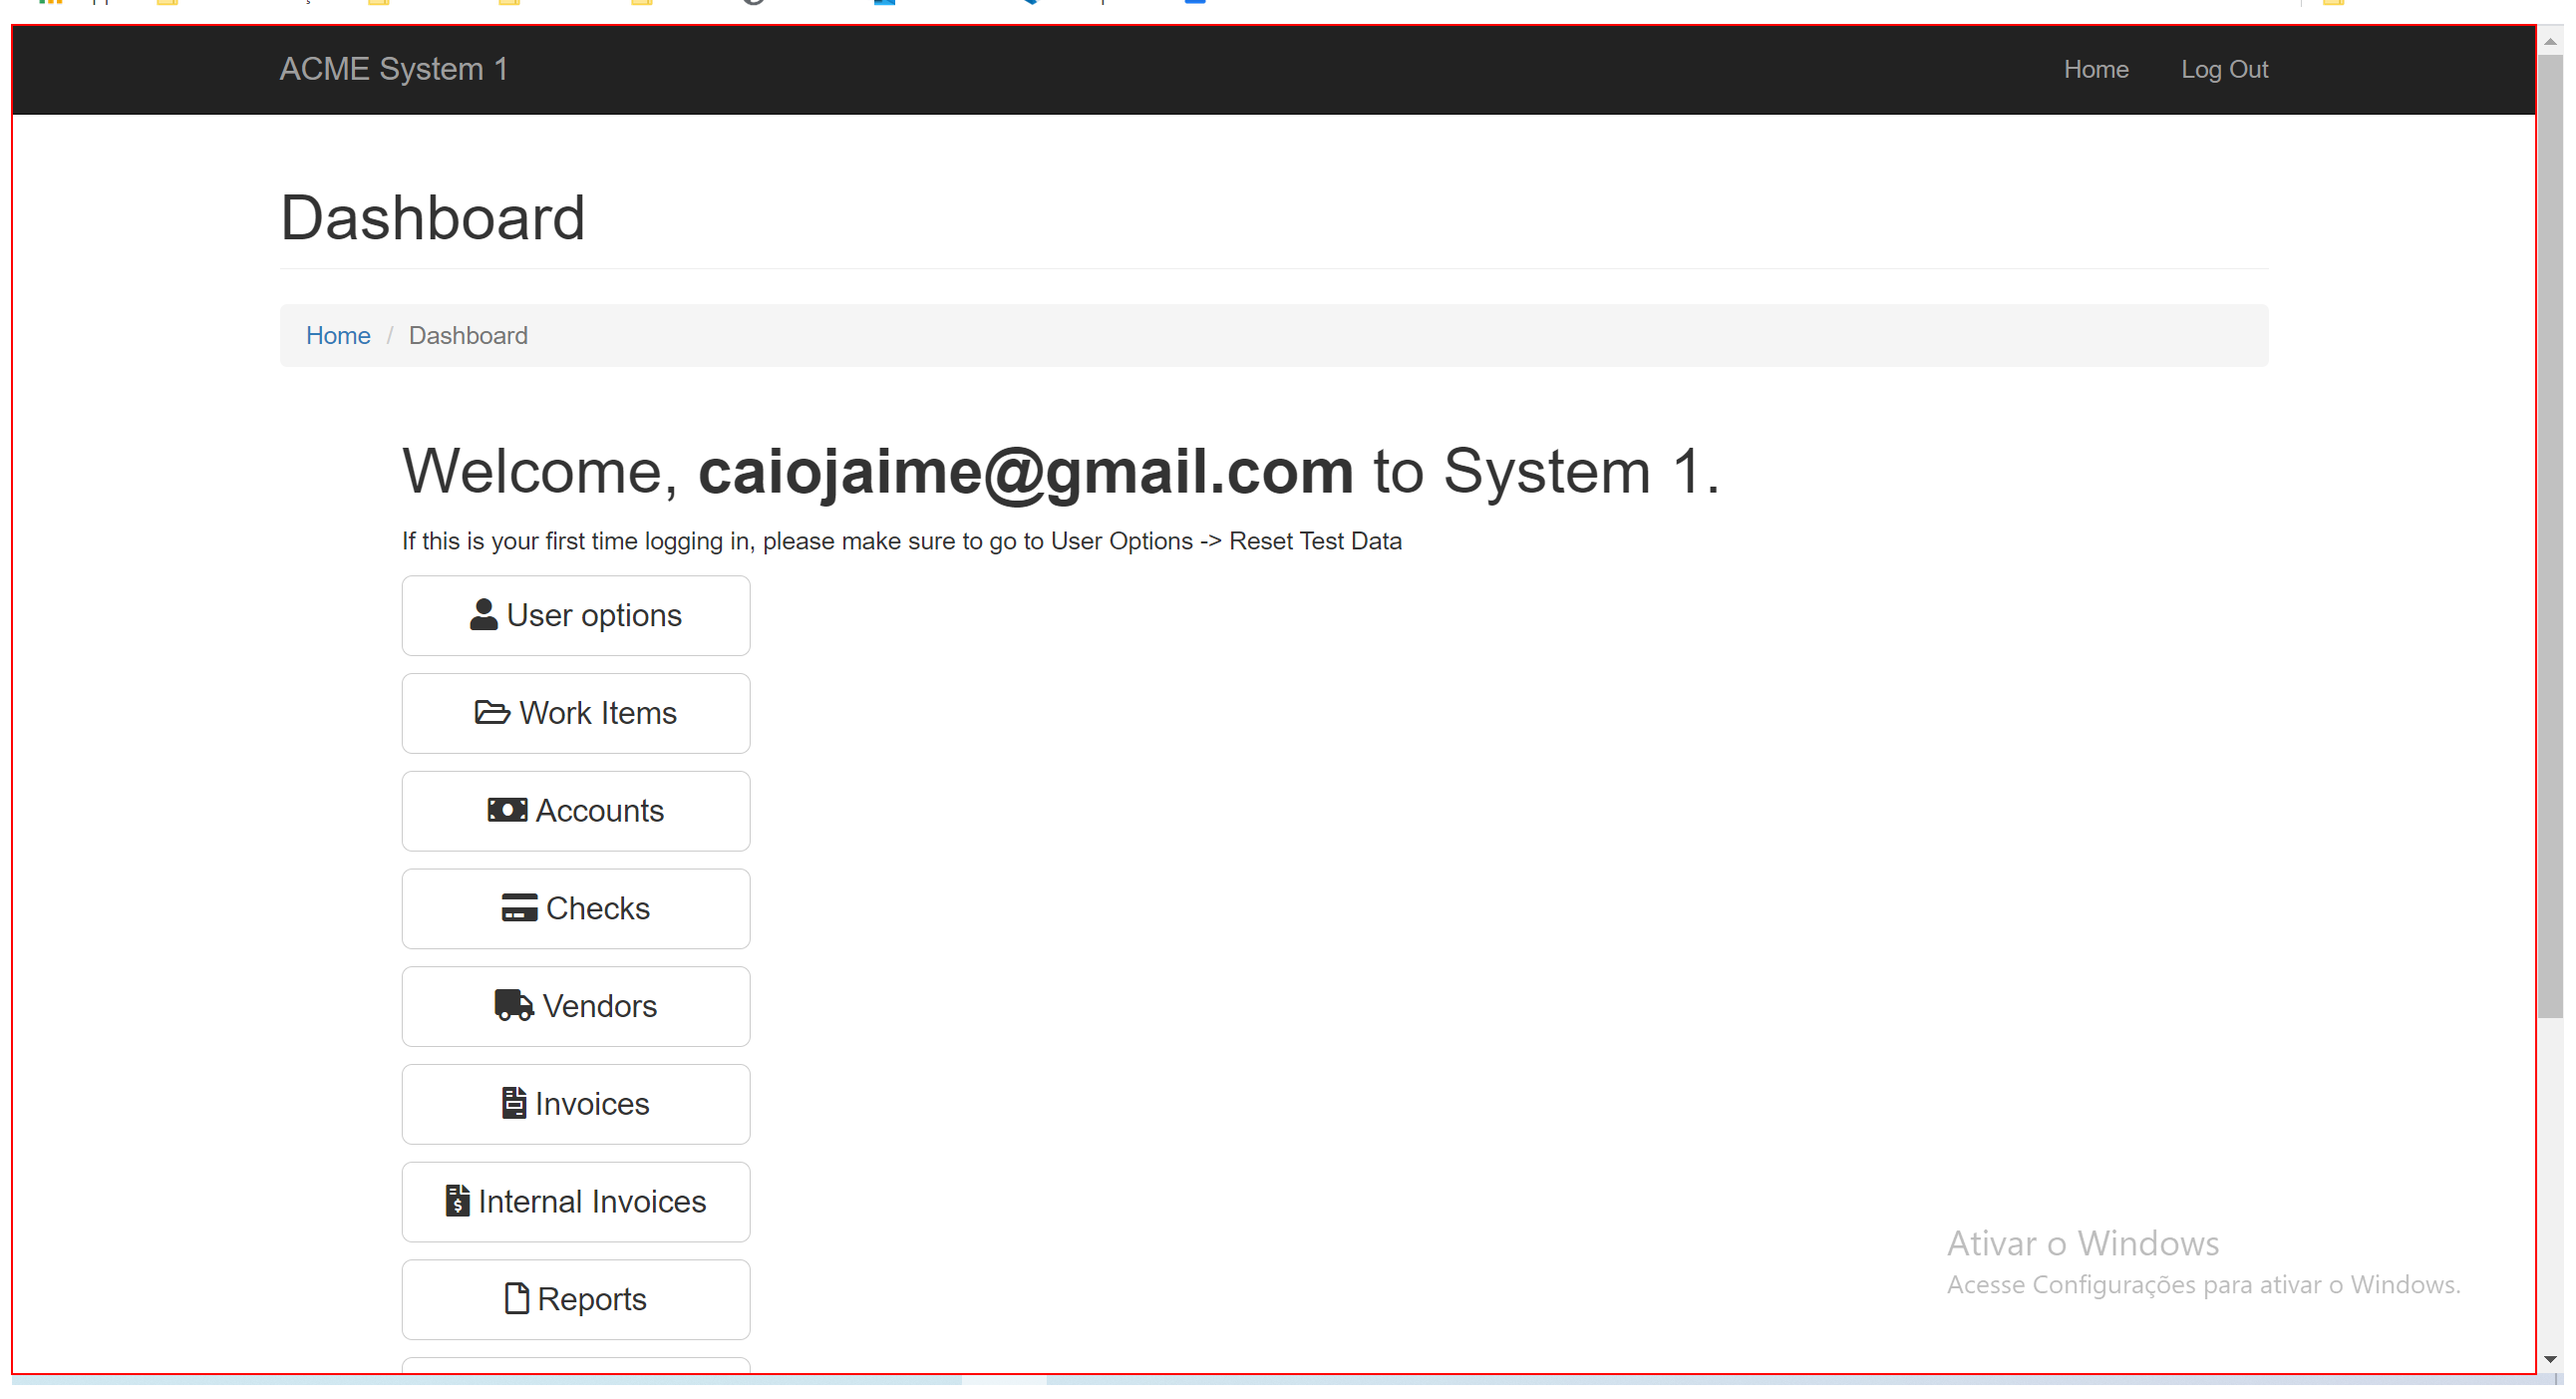 ACME System 1
Home
Log Out
Dashboard
Home / Dashboard
Welcome, caiojaime@gmail.com to System 1.
If this is your first time logging in, please make sure to go to User Options -> Reset Test Data
User options
Work Items
Accounts
Checks
Vendors
Invoices
Internal Invoices
Reports
Ativar o Windows
Acesse Configurações para ativar o Windows.